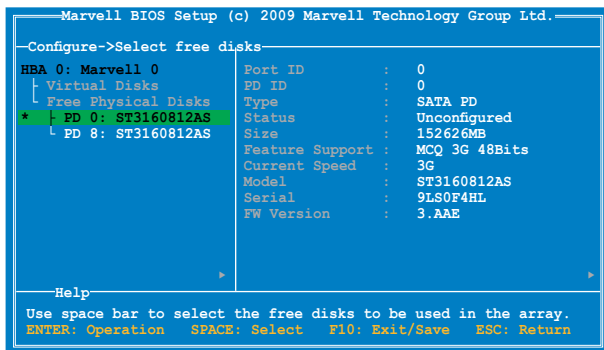 Marvell BIOS Setup (c) 2009 Marvell Technology Group Ltd.
Configure->Select free disks
HBA 0: Marvell 0
Virtual Disks
Free Physical Disks
* PD 0: ST3160812AS
PD 8: ST3160812AS
Port ID : 0
PD ID : 0
Type : SATA PD
Status : Unconfigured
Size : 152626MB
Feature Support : MCQ 3G 48Bits
Current Speed : 3G
Model : ST3160812AS
Serial : 9LS0F4HL
FW Version : 3.AAE
Help
Use space bar to select the free disks to be used in the array.
ENTER: Operation SPACE: Select F10: Exit/Save ESC: Return